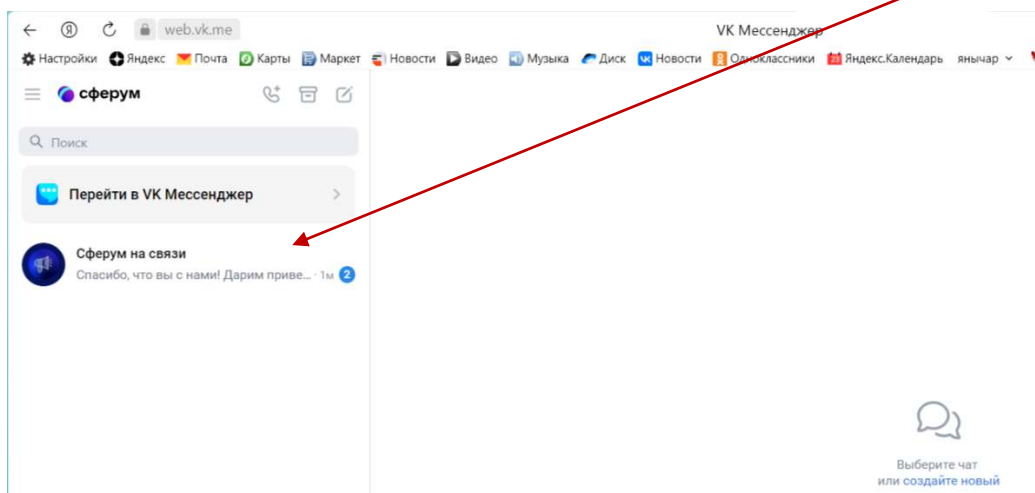 web.vk.me
VK Мессенджер
Настройки Яндекс Почта Карты Маркет Новости Видео Музыка Диск Новости Одноклассники Яндекс.Календарь янычар
сферум
Поиск
Перейти в VK Мессенджер
Сферум на связи
Спасибо, что вы с нами! Дарим приве... · 1м 2
Выберите чат
или создайте новый